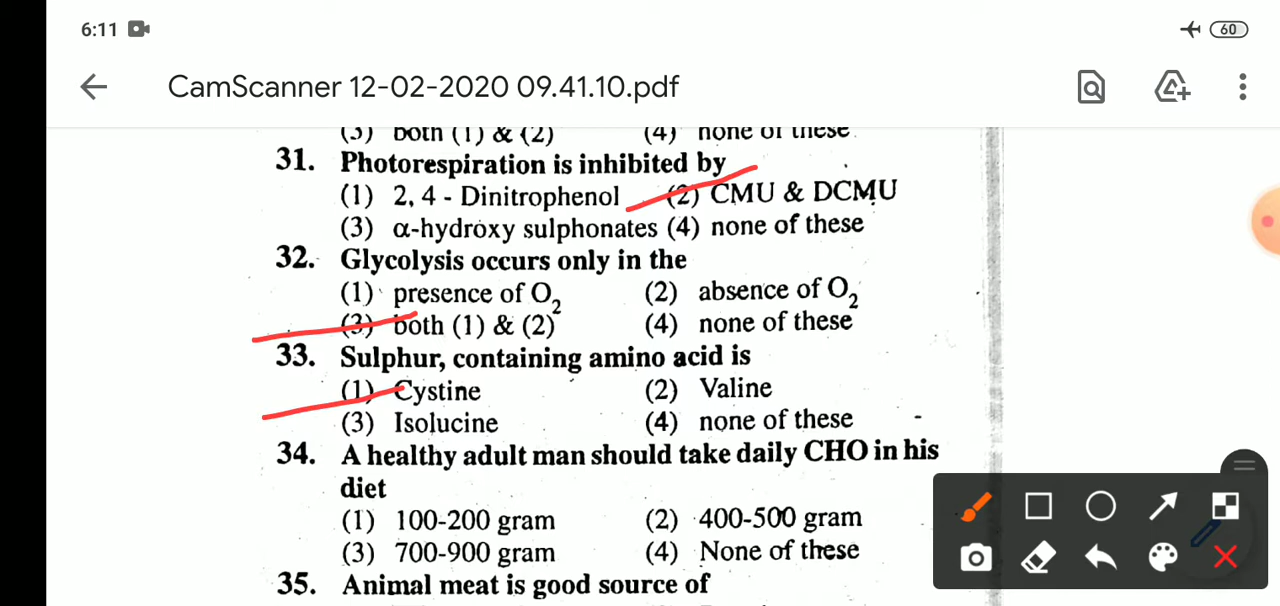 6:11
60
CamScanner 12-02-2020 09.41.10.pdf
(3) both (1) & (2) (4) none of these
31. Photorespiration is inhibited by
(1) 2, 4 - Dinitrophenol (2) CMU & DCMU
(3) α-hydroxy sulphonates (4) none of these
32. Glycolysis occurs only in the
(1) presence of O2 (2) absence of O2
(3) both (1) & (2) (4) none of these
33. Sulphur, containing amino acid is
(1) Cystine (2) Valine
(3) Isolucine (4) none of these
34. A healthy adult man should take daily CHO in his
diet
(1) 100-200 gram (2) 400-500 gram
(3) 700-900 gram (4) None of these
35. Animal meat is good source of